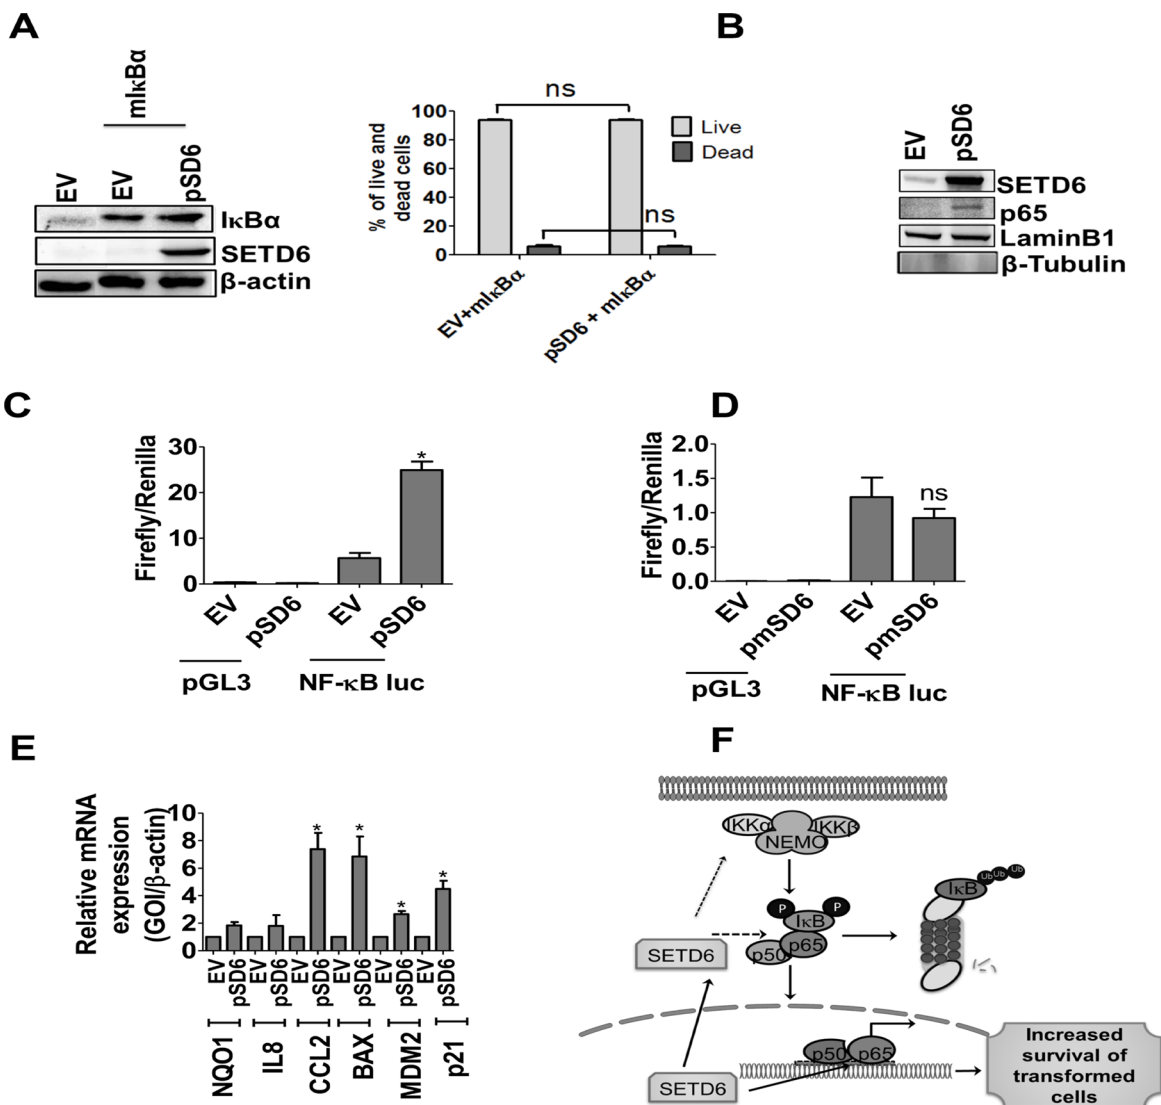 A
mIκBα
EV
EV
pSD6
IκBα
SETD6
β-actin
% of live and
dead cells
100
80
60
40
20
0
ns
ns
Live
Dead
EV+mIκBα
pSD6 + mIκBα
B
EV
pSD6
SETD6
p65
LaminB1
β-Tubulin
C
Firefly/Renilla
30
20
10
0
*
EV
pSD6
EV
pSD6
pGL3
NF-κB luc
D
Firefly/Renilla
2.0
1.5
1.0
0.5
0.0
ns
EV
pmSD6
EV
pmSD6
pGL3
NF-κB luc
E
Relative mRNA
expression
(GOI/β-actin)
10
8
6
4
2
0
*
*
*
*
EV
pSD6
EV
pSD6
EV
pSD6
EV
pSD6
EV
pSD6
EV
pSD6
NQO1
IL8
CCL2
BAX
MDM2
p21
F
IKKα
IKKβ
NEMO
P
P
IκB
p50
p65
SETD6
IκB
Ub
Ub
Ub
p50
p65
SETD6
Increased
survival of
transformed
cells